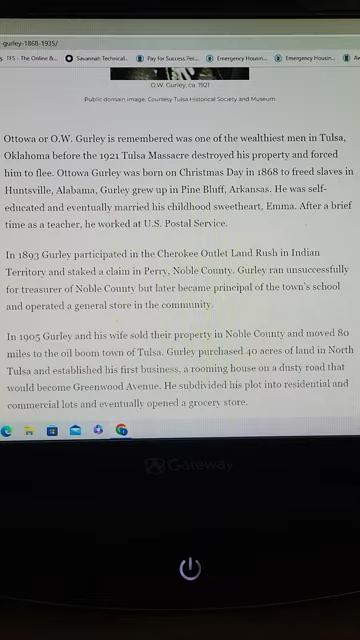 -gurley-1868-1935/
TES - The Online &... Savannah Technical... Pay for Success Per... Emergency Housin... Emergency Housin...
O.W. Gurley, ca. 1921
Public domain image, Courtesy Tulsa Historical Society and Museum.
Ottowa or O.W. Gurley is remembered was one of the wealthiest men in Tulsa,
Oklahoma before the 1921 Tulsa Massacre destroyed his property and forced
him to flee. Ottawa Gurley was born on Christmas Day in 1868 to freed slaves in
Huntsville, Alabama, Gurley grew up in Pine Bluff, Arkansas. He was self-
educated and eventually married his childhood sweetheart, Emma. After a brief
time as a teacher, he worked at U.S. Postal Service.
In 1893 Gurley participated in the Cherokee Outlet Land Rush in Indian
Territory and staked a claim in Perry, Noble County. Gurley ran unsuccessfully
for treasurer of Noble County but later became principal of the town's school
and operated a general store in the community.
In 1905 Gurley and his wife sold their property in Noble County and moved 80
miles to the oil boom town of Tulsa. Gurley purchased 40 acres of land in North
Tulsa and established his first business, a rooming house on a dusty road that
would become Greenwood Avenue. He subdivided his plot into residential and
commercial lots and eventually opened a grocery store.
Gateway